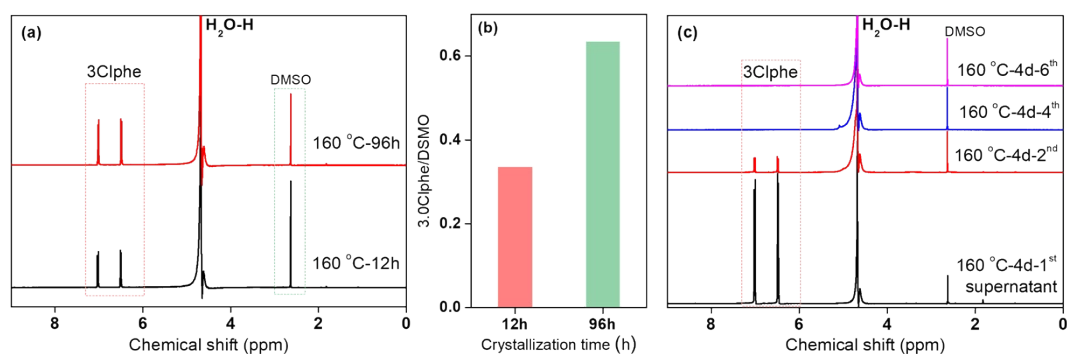 (a)
H₂O-H
3Clphe
DMSO
160 °C-96h
160 °C-12h
8 6 4 2 0
Chemical shift (ppm)
(b)
3.0Clphe/DSMO
0.6
0.4
0.2
0.0
12h 96h
Crystallization time (h)
(c)
H₂O-H
DMSO
3Clphe
160 °C-4d-6ᵗʰ
160 °C-4d-4ᵗʰ
160 °C-4d-2ⁿᵈ
160 °C-4d-1ˢᵗ
supernatant
8 6 4 2 0
Chemical shift (ppm)